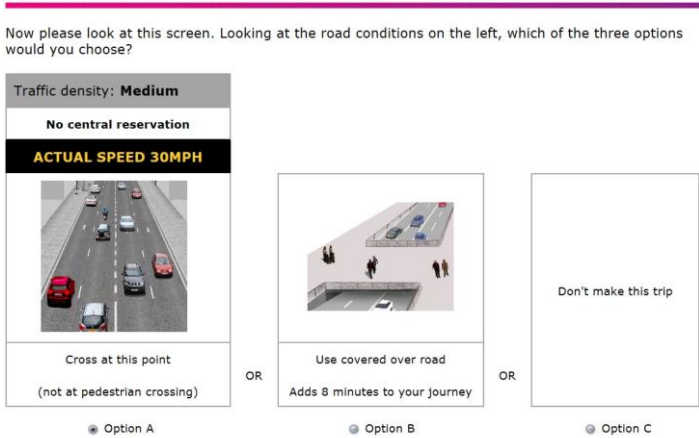 Now please look at this screen. Looking at the road conditions on the left, which of the three options
would you choose?
Traffic density: Medium
No central reservation
ACTUAL SPEED 30MPH
Cross at this point
(not at pedestrian crossing)
OR
Use covered over road
Adds 8 minutes to your journey
OR
Don't make this trip
Option A
Option B
Option C